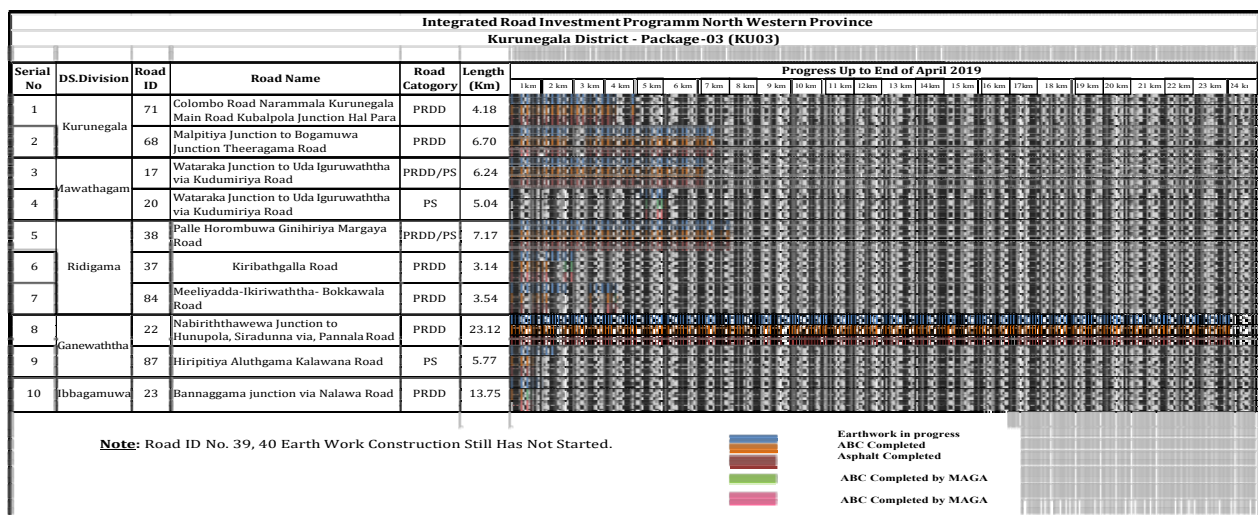 Integrated Road Investment Programm North Western Province
Kurunegala District - Package-03 (KU03)
Serial No DS.Division Road ID Road Name Road Catogory Length (Km) Progress Up to End of April 2019
1km 2 km 3 km 4 km 5 km 6 km 7 km 8 km 9 km 10 km 11 km 12km 13 km 14km 15 km 16 km 17km 18 km 19 km 20 km 21 km 22 km 23 km
1 Kurunegala 71 Colombo Road Narammala Kurunegala
Main Road Kubalpola Junction Hal Para PRDD 4.18
2 68 Malpitiya Junction to Bogamuwa
Junction Theeragama Road PRDD 6.70
3 Mawathagam 17 Wataraka Junction to Uda Iguruwaththa
via Kudumiriya Road PRDD/PS 6.24
4 20 Wataraka Junction to Uda Iguruwaththa
via Kudumiriya Road PS 5.04
5 Ridigama 38 Palle Horombuwa Ginihiriya Margaya
Road PRDD/PS 7.17
6 37 Kiribathgalla Road PRDD 3.14
7 84 Meeliyadda-Ikiriwaththa- Bokkawala
Road PRDD 3.54
8 Ganewaththa 22 Nabiriththawewa Junction to
Hunupola, Siradunna via, Pannala Road PRDD 23.12
9 87 Hiripitiya Aluthgama Kalawana Road PS 5.77
10 Ibbagamuwa 23 Bannaggama junction via Nalawa Road PRDD 13.75
Note: Road ID No. 39, 40 Earth Work Construction Still Has Not Started.
Earthwork in progress
ABC Completed
Asphalt Completed
ABC Completed by MAGA
ABC Completed by MAGA